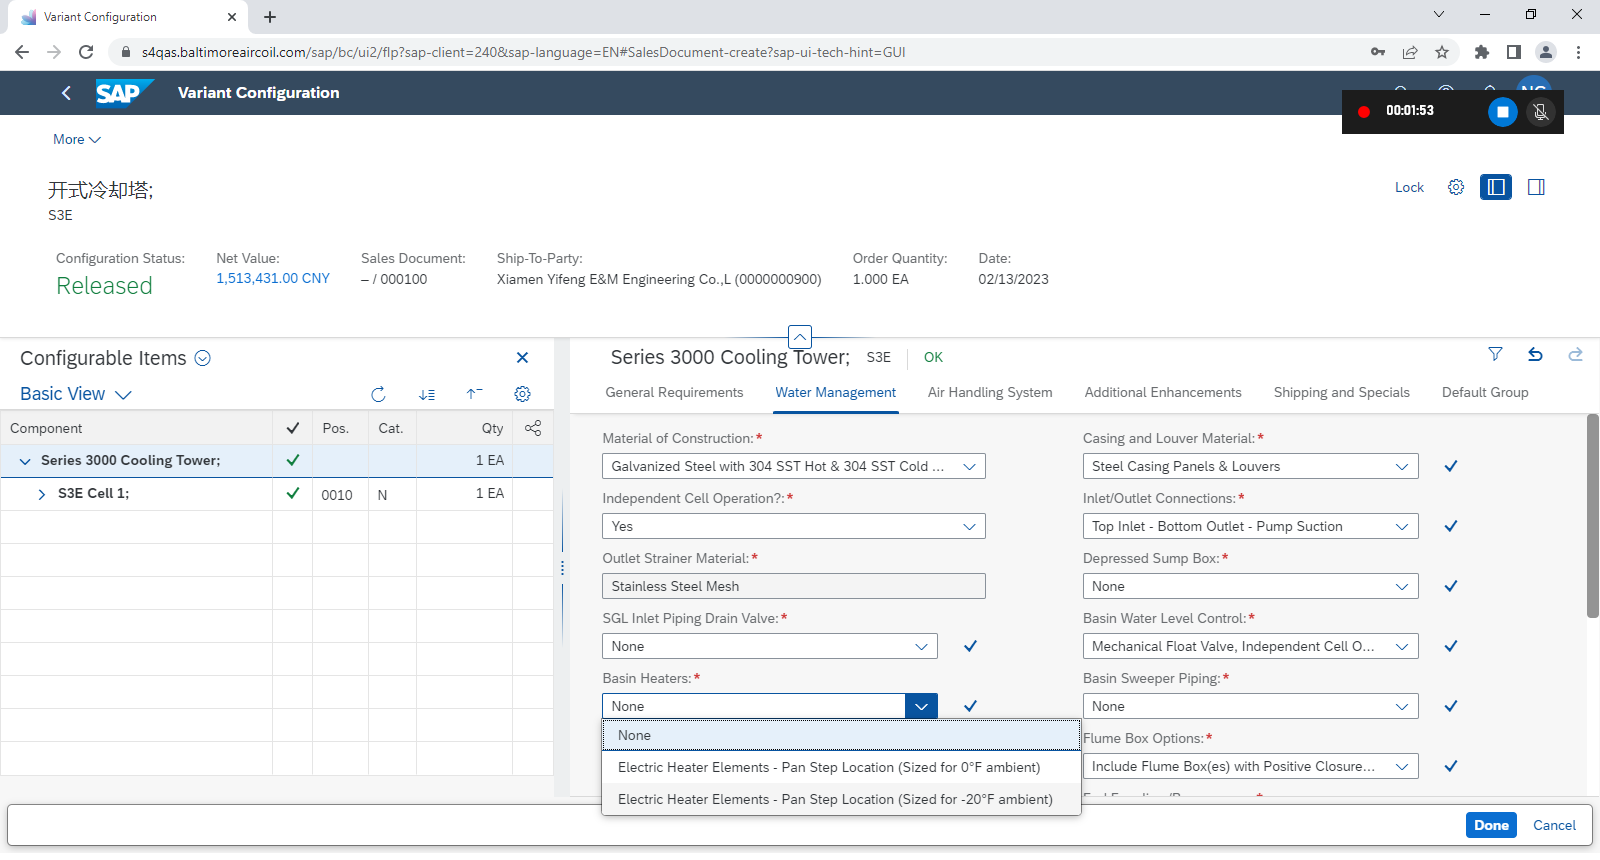 Variant Configuration
s4qas.baltimoreaircoil.com/sap/bc/ui2/flp?sap-client=240&sap-language=EN#SalesDocument-create?sap-ui-tech-hint=GUI
SAP
Variant Configuration
00:01:53
More
开式冷却塔;
S3E
Lock
Configuration Status:
Released
Net Value:
1,513,431.00 CNY
Sales Document:
– / 000100
Ship-To-Party:
Xiamen Yifeng E&M Engineering Co.,L (0000000900)
Order Quantity:
1.000 EA
Date:
02/13/2023
Configurable Items
Basic View
Component Pos. Cat. Qty
Series 3000 Cooling Tower; 1 EA
S3E Cell 1; 0010 N 1 EA
Series 3000 Cooling Tower; S3E OK
General Requirements Water Management Air Handling System Additional Enhancements Shipping and Specials Default Group
Material of Construction:*
Galvanized Steel with 304 SST Hot & 304 SST Cold ...
Casing and Louver Material:*
Steel Casing Panels & Louvers
Independent Cell Operation?:*
Yes
Inlet/Outlet Connections:*
Top Inlet - Bottom Outlet - Pump Suction
Outlet Strainer Material:*
Stainless Steel Mesh
Depressed Sump Box:*
None
SGL Inlet Piping Drain Valve:*
None
Basin Water Level Control:*
Mechanical Float Valve, Independent Cell O...
Basin Heaters:*
None
Basin Sweeper Piping:*
None
None
Electric Heater Elements - Pan Step Location (Sized for 0°F ambient)
Electric Heater Elements - Pan Step Location (Sized for -20°F ambient)
Flume Box Options:*
Include Flume Box(es) with Positive Closure...
Done Cancel